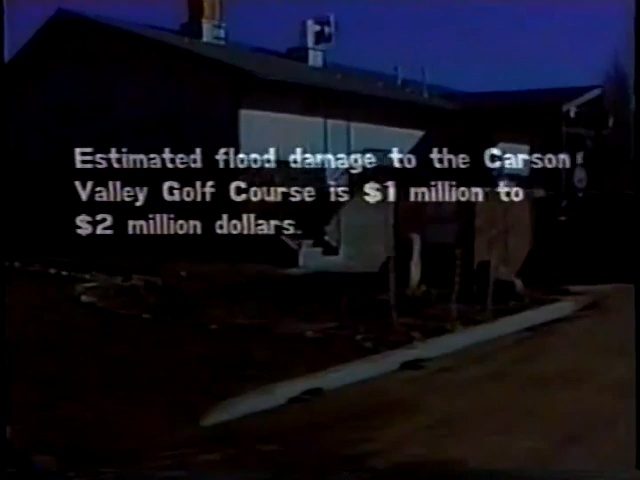 Estimated flood damage to the Carson
Valley Golf Course is $1 million to
$2 million dollars.